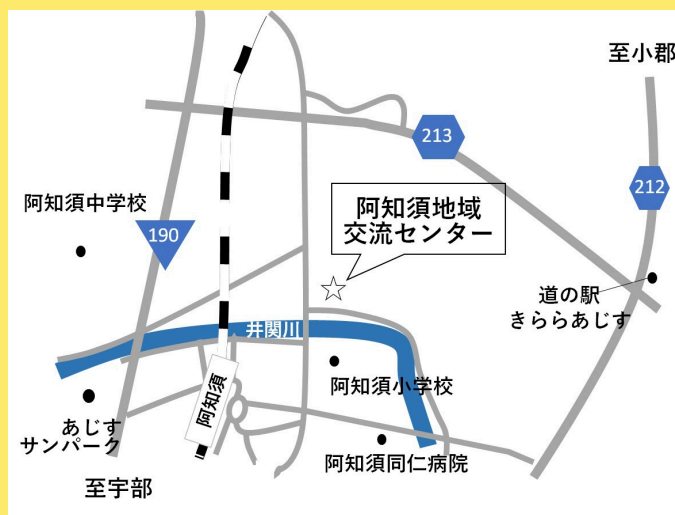 至小郡
213
212
阿知須中学校
190
阿知須地域
交流センター
道の駅
きららあじす
井関川
阿知須小学校
阿知須
あじす
サンパーク
阿知須同仁病院
至宇部